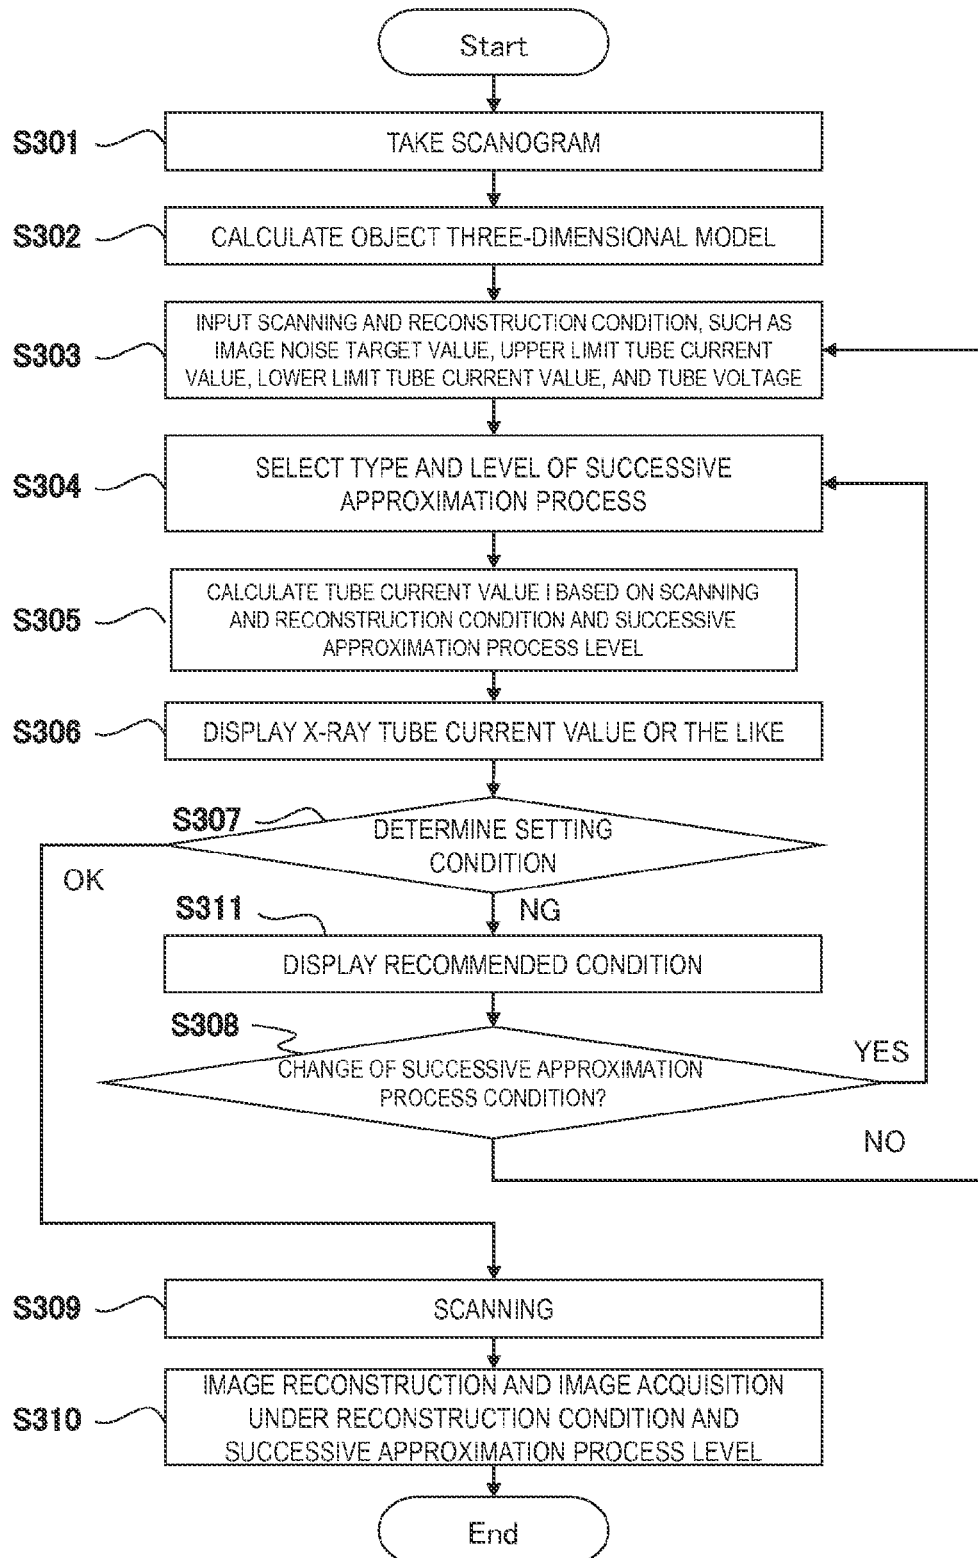 Start
S301
TAKE SCANOGRAM
S302
CALCULATE OBJECT THREE-DIMENSIONAL MODEL
S303
INPUT SCANNING AND RECONSTRUCTION CONDITION, SUCH AS
IMAGE NOISE TARGET VALUE, UPPER LIMIT TUBE CURRENT
VALUE, LOWER LIMIT TUBE CURRENT VALUE, AND TUBE VOLTAGE
S304
SELECT TYPE AND LEVEL OF SUCCESSIVE
APPROXIMATION PROCESS
S305
CALCULATE TUBE CURRENT VALUE I BASED ON SCANNING
AND RECONSTRUCTION CONDITION AND SUCCESSIVE
APPROXIMATION PROCESS LEVEL
S306
DISPLAY X-RAY TUBE CURRENT VALUE OR THE LIKE
S307
DETERMINE SETTING
CONDITION
OK
NG
S311
DISPLAY RECOMMENDED CONDITION
S308
CHANGE OF SUCCESSIVE APPROXIMATION
PROCESS CONDITION?
YES
NO
S309
SCANNING
S310
IMAGE RECONSTRUCTION AND IMAGE ACQUISITION
UNDER RECONSTRUCTION CONDITION AND
SUCCESSIVE APPROXIMATION PROCESS LEVEL
End